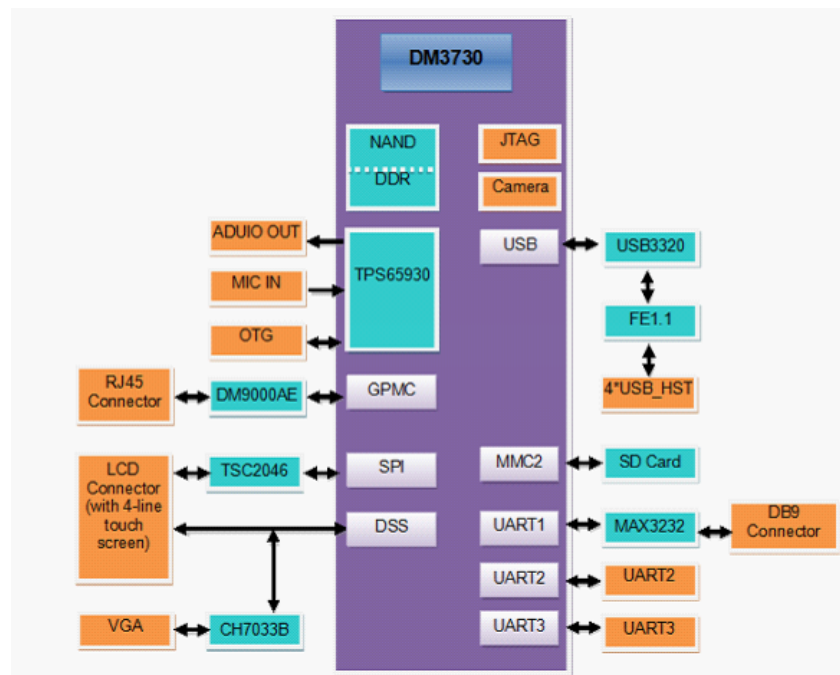 DM3730
NAND
DDR
JTAG
Camera
ADUIO OUT
MIC IN
OTG
TPS65930
USB
USB3320
FE1.1
4*USB_HST
RJ45
Connector
DM9000AE
GPMC
LCD
Connector
(with 4-line
touch
screen)
TSC2046
SPI
DSS
VGA
CH7033B
MMC2
SD Card
UART1
MAX3232
DB9
Connector
UART2
UART2
UART3
UART3